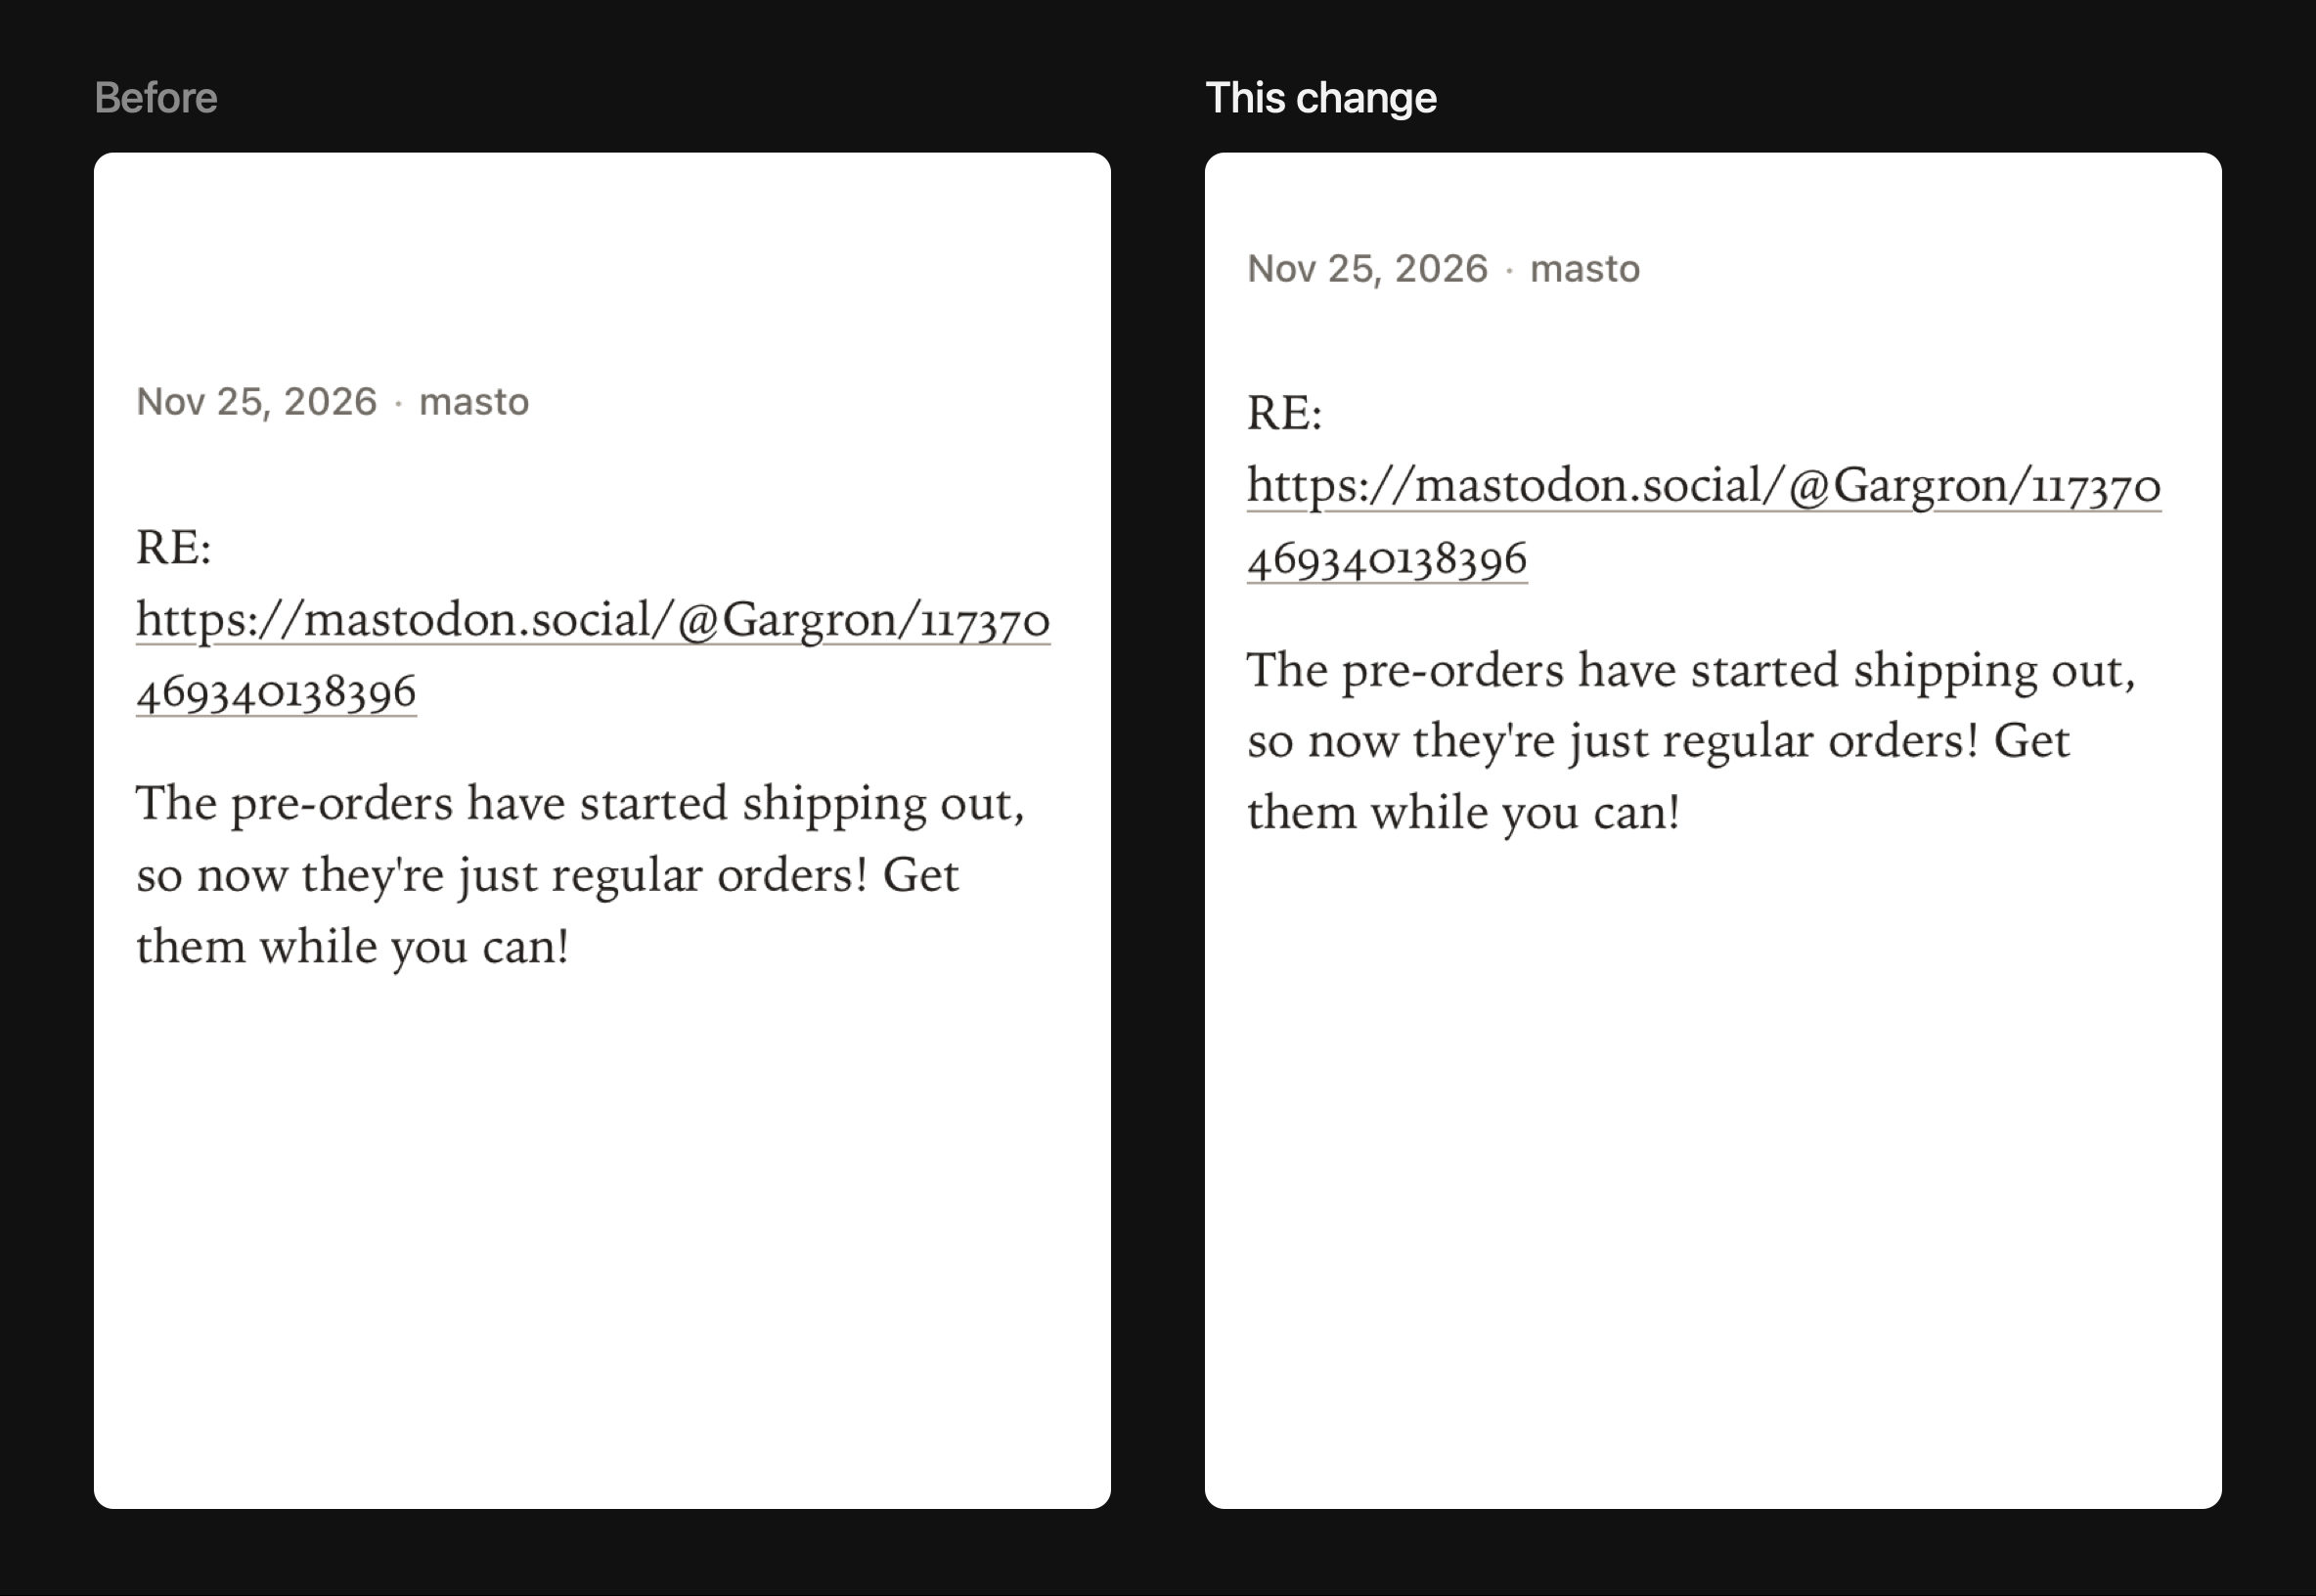 Before
Nov 25, 2026 · masto
RE:
https://mastodon.social/@Gargron/117370
469340138396
The pre-orders have started shipping out,
so now they're just regular orders! Get
them while you can!
This change
Nov 25, 2026 · masto
RE:
https://mastodon.social/@Gargron/117370
469340138396
The pre-orders have started shipping out,
so now they're just regular orders! Get
them while you can!